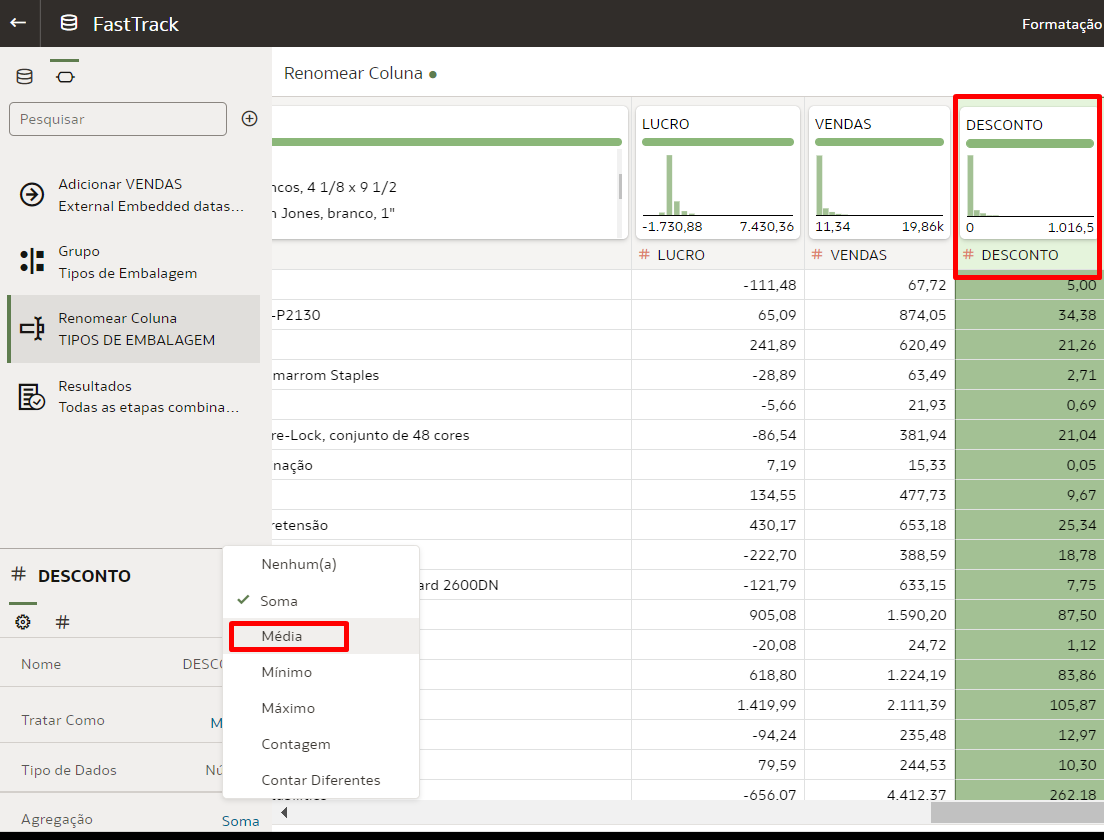 FastTrack
Formatação
Renomear Coluna
Pesquisar
Adicionar VENDAS
External Embedded datas...
Grupo
Tipos de Embalagem
Renomear Coluna
TIPOS DE EMBALAGEM
Resultados
Todas as etapas combina...
# DESCONTO
#
Nome DESCO
Tratar Como M
Tipo de Dados Nú
Agregação Soma
Nenhum(a)
Soma
Média
Mínimo
Máximo
Contagem
Contar Diferentes
LUCRO VENDAS DESCONTO
ncos, 4 1/8 x 9 1/2
n Jones, branco, 1"
-1.730,88 7.430,36 11,34 19,86k 0 1.016,5
# LUCRO # VENDAS # DESCONTO
-111,48 67,72 5,00
-P2130 65,09 874,05 34,38
241,89 620,49 21,26
marrom Staples -28,89 63,49 2,71
-5,66 21,93 0,69
re-Lock, conjunto de 48 cores -86,54 381,94 21,04
nação 7,19 15,33 0,05
134,55 477,73 9,67
retensão 430,17 653,18 25,34
-222,70 388,59 18,78
ard 2600DN -121,79 633,15 7,75
905,08 1.590,20 87,50
-20,08 24,72 1,12
618,80 1.224,19 83,86
1.419,99 2.111,39 105,87
-94,24 235,48 12,97
79,59 244,53 10,30
-656,07 4.412,37 262,18